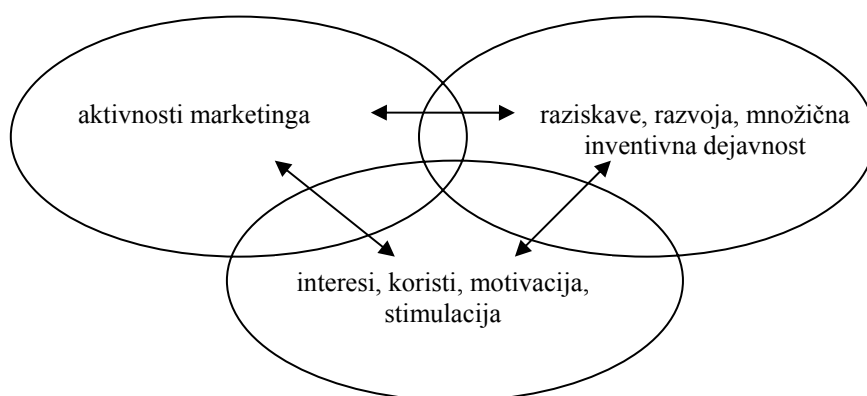 aktivnosti marketinga
raziskave, razvoja, množična
inventivna dejavnost
interesi, koristi, motivacija,
stimulacija